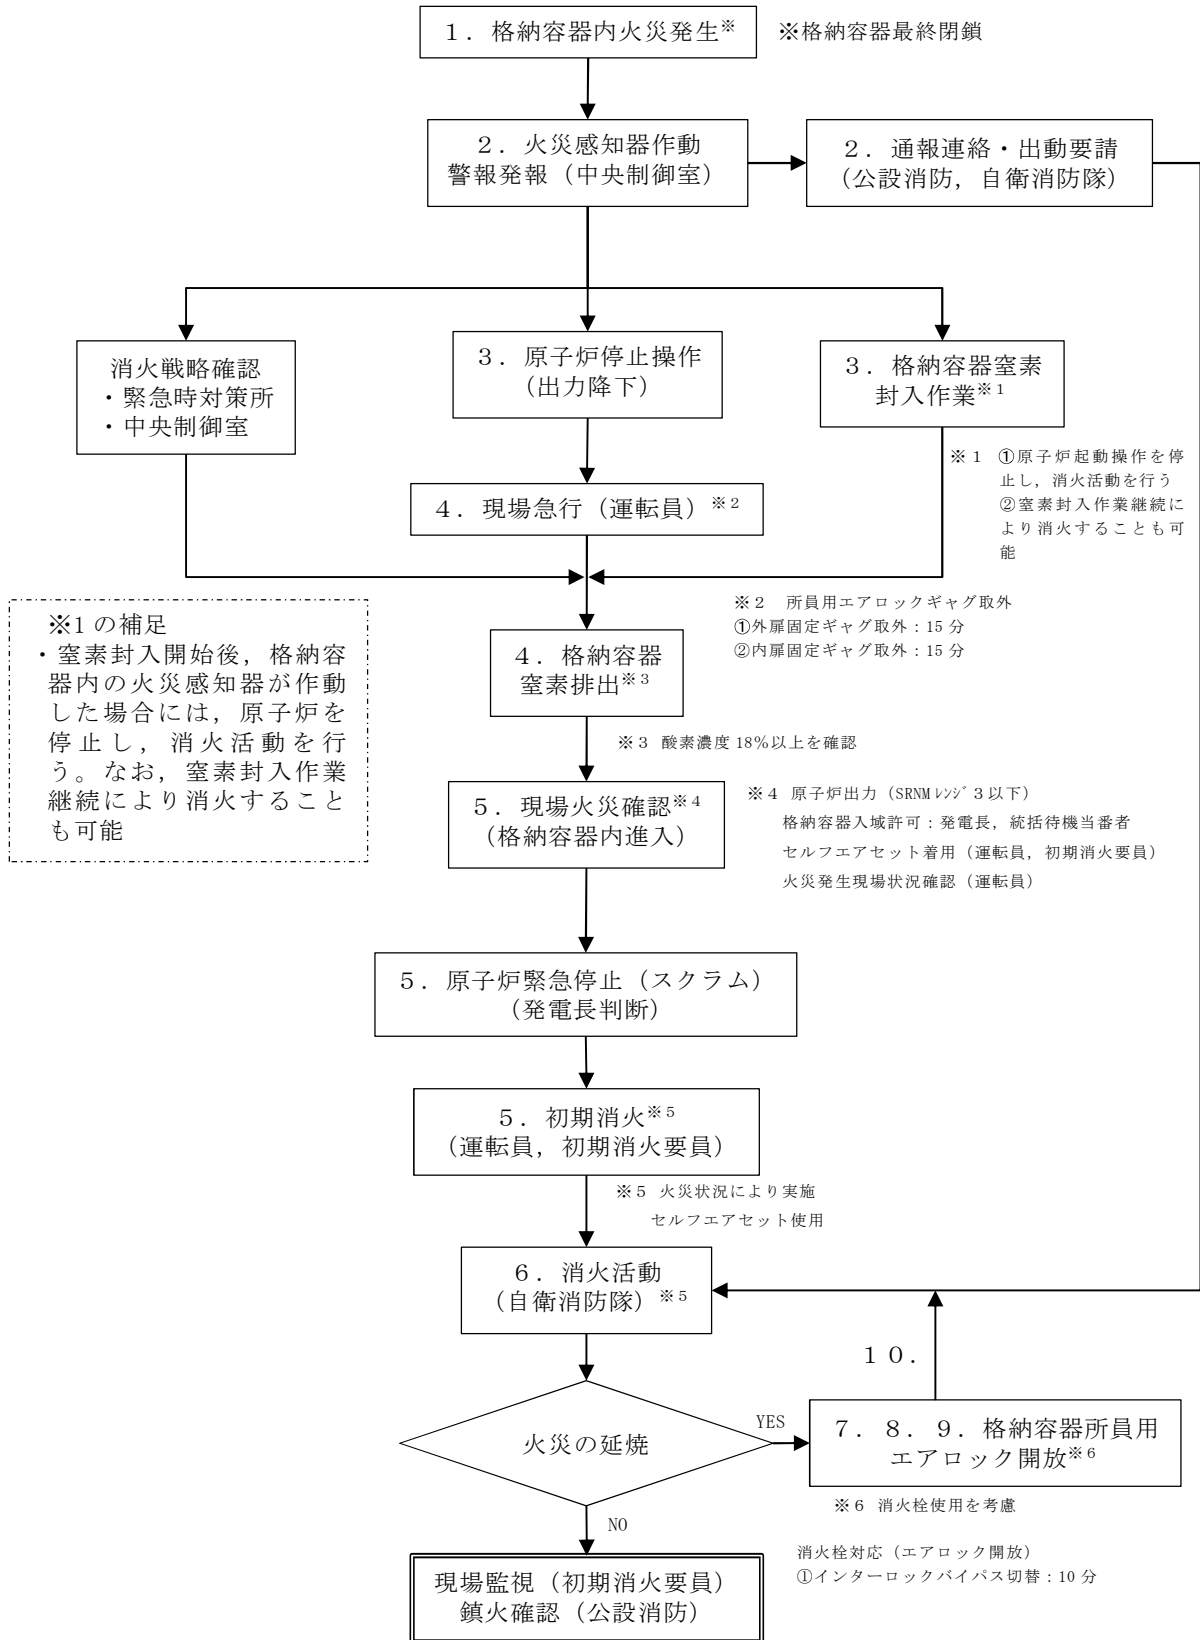 １．格納容器内火災発生※
※格納容器最終閉鎖
２．火災感知器作動
警報発報（中央制御室）
２．通報連絡・出動要請
（公設消防，自衛消防隊）
消火戦略確認
・緊急時対策所
・中央制御室
３．原子炉停止操作
（出力降下）
３．格納容器窒素
封入作業※１
※１　①原子炉起動操作を停
止し，消火活動を行う
②窒素封入作業継続に
より消火することも可
能
４．現場急行（運転員）※２
※２　所員用エアロックギャグ取外
①外扉固定ギャグ取外：15 分
②内扉固定ギャグ取外：15 分
※1 の補足
・窒素封入開始後，格納容
器内の火災感知器が作動
した場合には，原子炉を
停止し，消火活動を行
う。なお，窒素封入作業
継続により消火すること
も可能
４．格納容器
窒素排出※３
※３ 酸素濃度 18%以上を確認
５．現場火災確認※４
（格納容器内進入）
※４ 原子炉出力（SRNM ﾚﾝｼﾞ 3 以下）
格納容器入域許可：発電長，統括待機当番者
セルフエアセット着用（運転員，初期消火要員）
火災発生現場状況確認（運転員）
５．原子炉緊急停止（スクラム）
（発電長判断）
５．初期消火※５
（運転員，初期消火要員）
※５ 火災状況により実施
セルフエアセット使用
６．消火活動
（自衛消防隊）※５
１０．
火災の延焼
YES
７．８．９．格納容器所員用
エアロック開放※６
※６ 消火栓使用を考慮
NO
消火栓対応（エアロック開放）
①インターロックバイパス切替：10 分
現場監視（初期消火要員）
鎮火確認（公設消防）